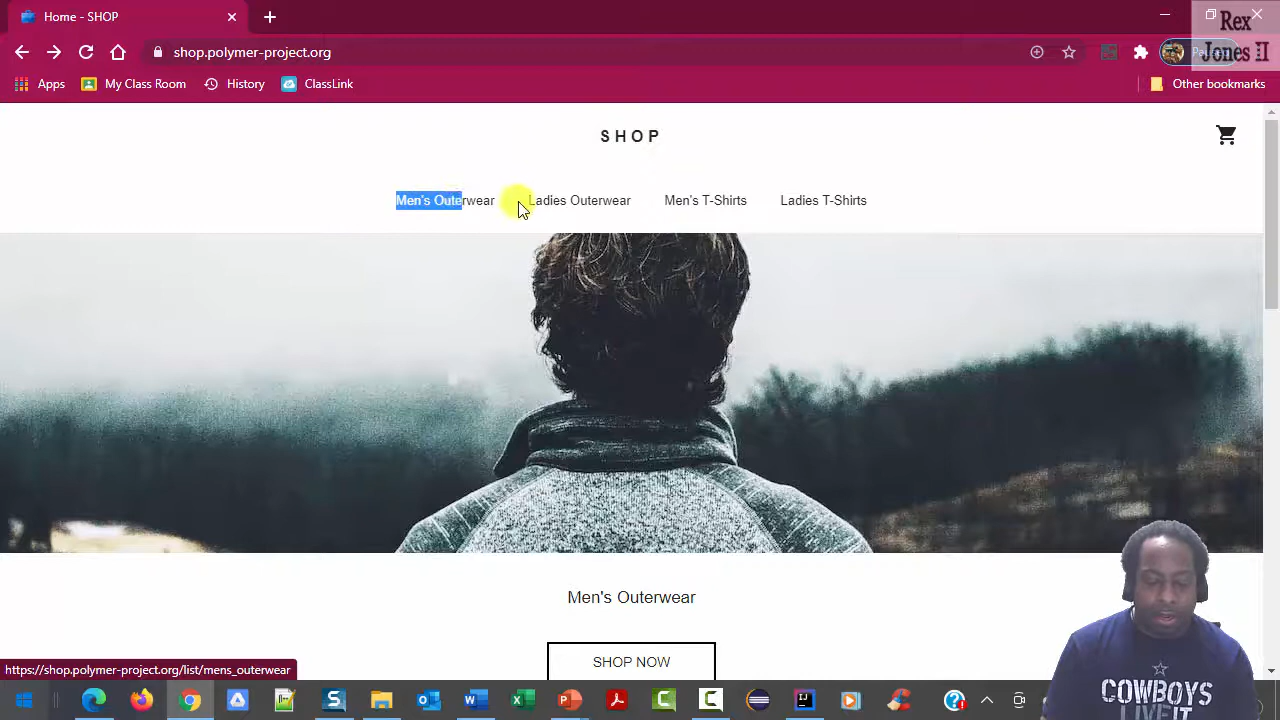 Home - SHOP
Rex
Jones II
shop.polymer-project.org
Apps
My Class Room
History
ClassLink
Other bookmarks
SHOP
Men's Outerwear
Ladies Outerwear
Men's T-Shirts
Ladies T-Shirts
Men's Outerwear
SHOP NOW
https://shop.polymer-project.org/list/mens_outerwear
COWBOYS